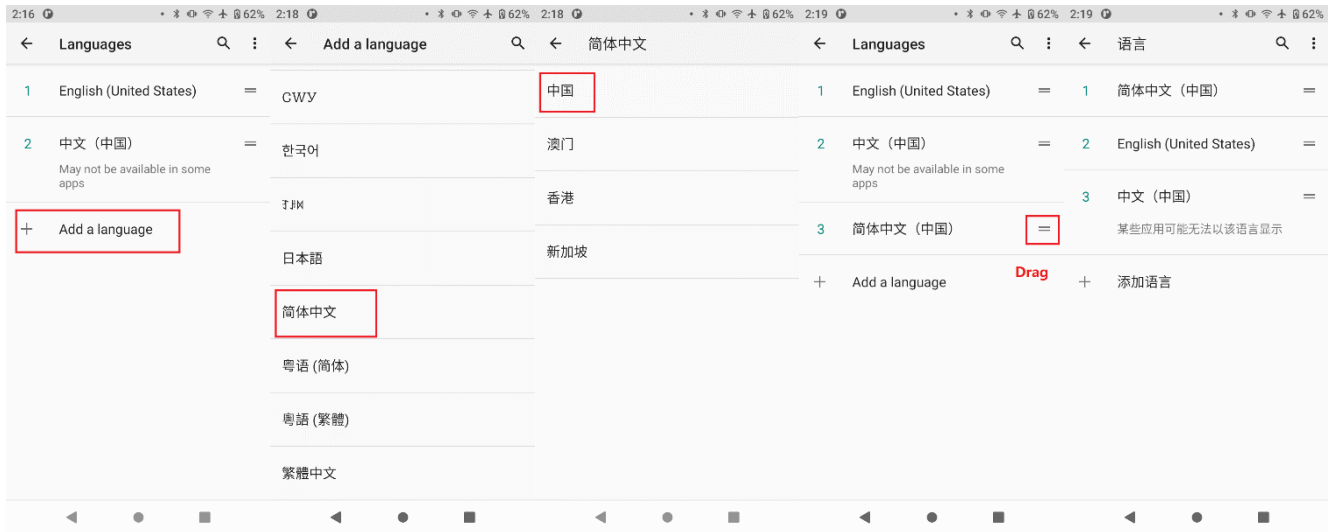 2:16
62%
Languages
1
English (United States)
2
中文（中国）
May not be available in some
apps
+
Add a language
2:18
62%
Add a language
ᏣᎳᎩ
한국어
日本語
简体中文
粤语 (简体)
粵語 (繁體)
繁體中文
2:18
62%
简体中文
中国
澳门
香港
新加坡
2:19
62%
Languages
1
English (United States)
2
中文（中国）
May not be available in some
apps
3
简体中文（中国）
Drag
+
Add a language
2:19
62%
语言
1
简体中文（中国）
2
English (United States)
3
中文（中国）
某些应用可能无法以该语言显示
+
添加语言